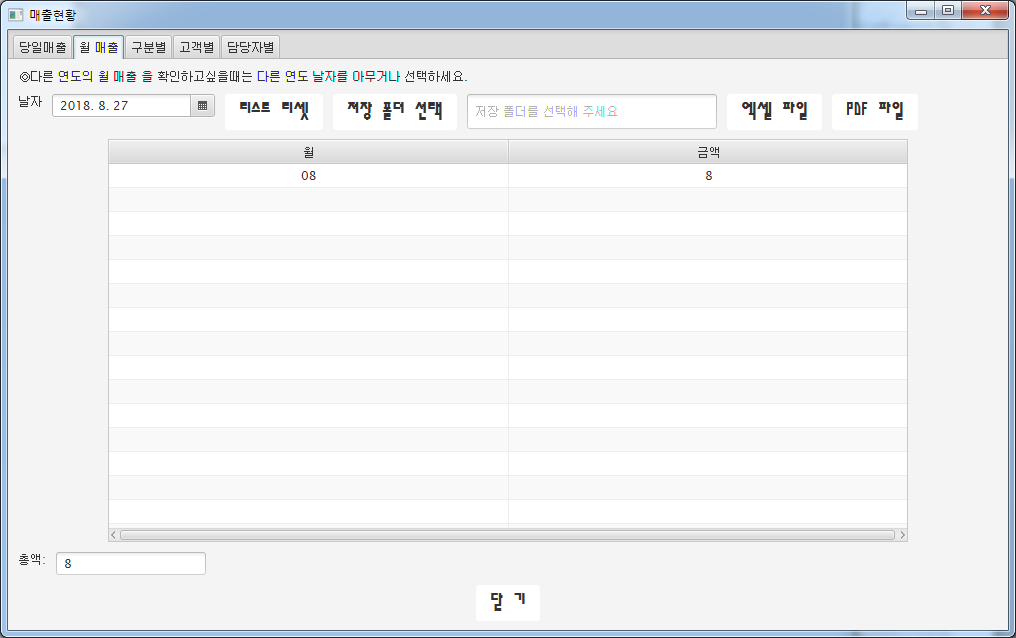 매출현황
당일매출 월 매출 구분별 고객별 담당자별
◎다른 연도의 월 매출 을 확인하고싶을때는 다른 연도 날자를 아무거나 선택하세요.
날자 2018. 8. 27 리스트 리셋 저장 폴더 선택 저장 폴더를 선택해 주세요 엑셀 파일 PDF 파일
월 금액
08 8
총액: 8
닫 기